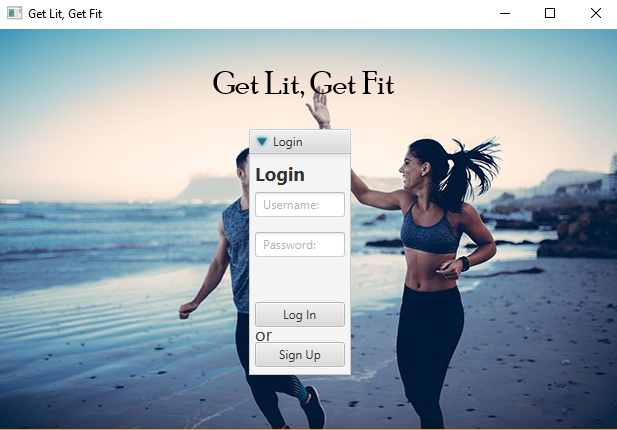 Get Lit, Get Fit
Get Lit, Get Fit
Login
Login
Username:
Password:
Log In
or
Sign Up